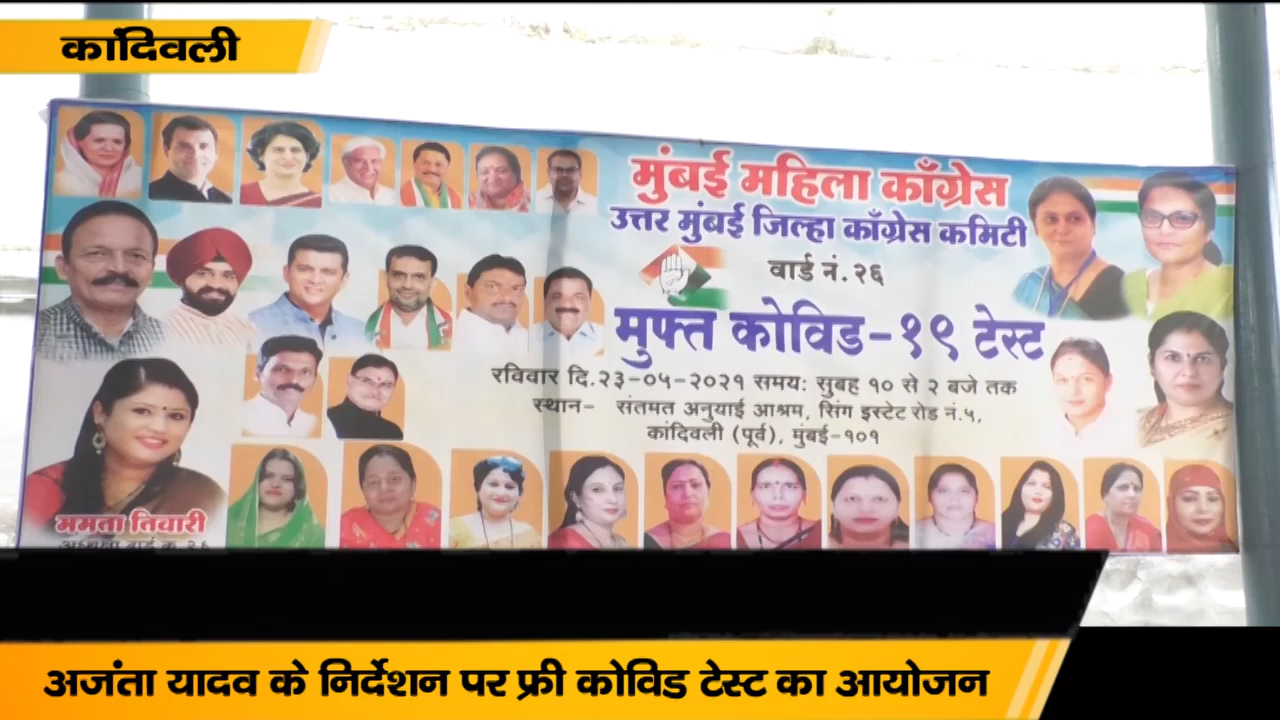 कांदिवली
मुंबई महिला काँग्रेस
उत्तर मुंबई जिल्हा काँग्रेस कमिटी
वार्ड नं.२६
मुफ्त कोविड-१९ टेस्ट
रविवार दि.२३-०५-२०२१ समय: सुबह १० से २ बजे तक
स्थान- संतमत अनुयाई आश्रम, सिंग इस्टेट रोड नं.५,
कांदिवली (पूर्व), मुंबई-१०१
ममता तिवारी
अजंता यादव के निर्देशन पर फ्री कोविड टेस्ट का आयोजन